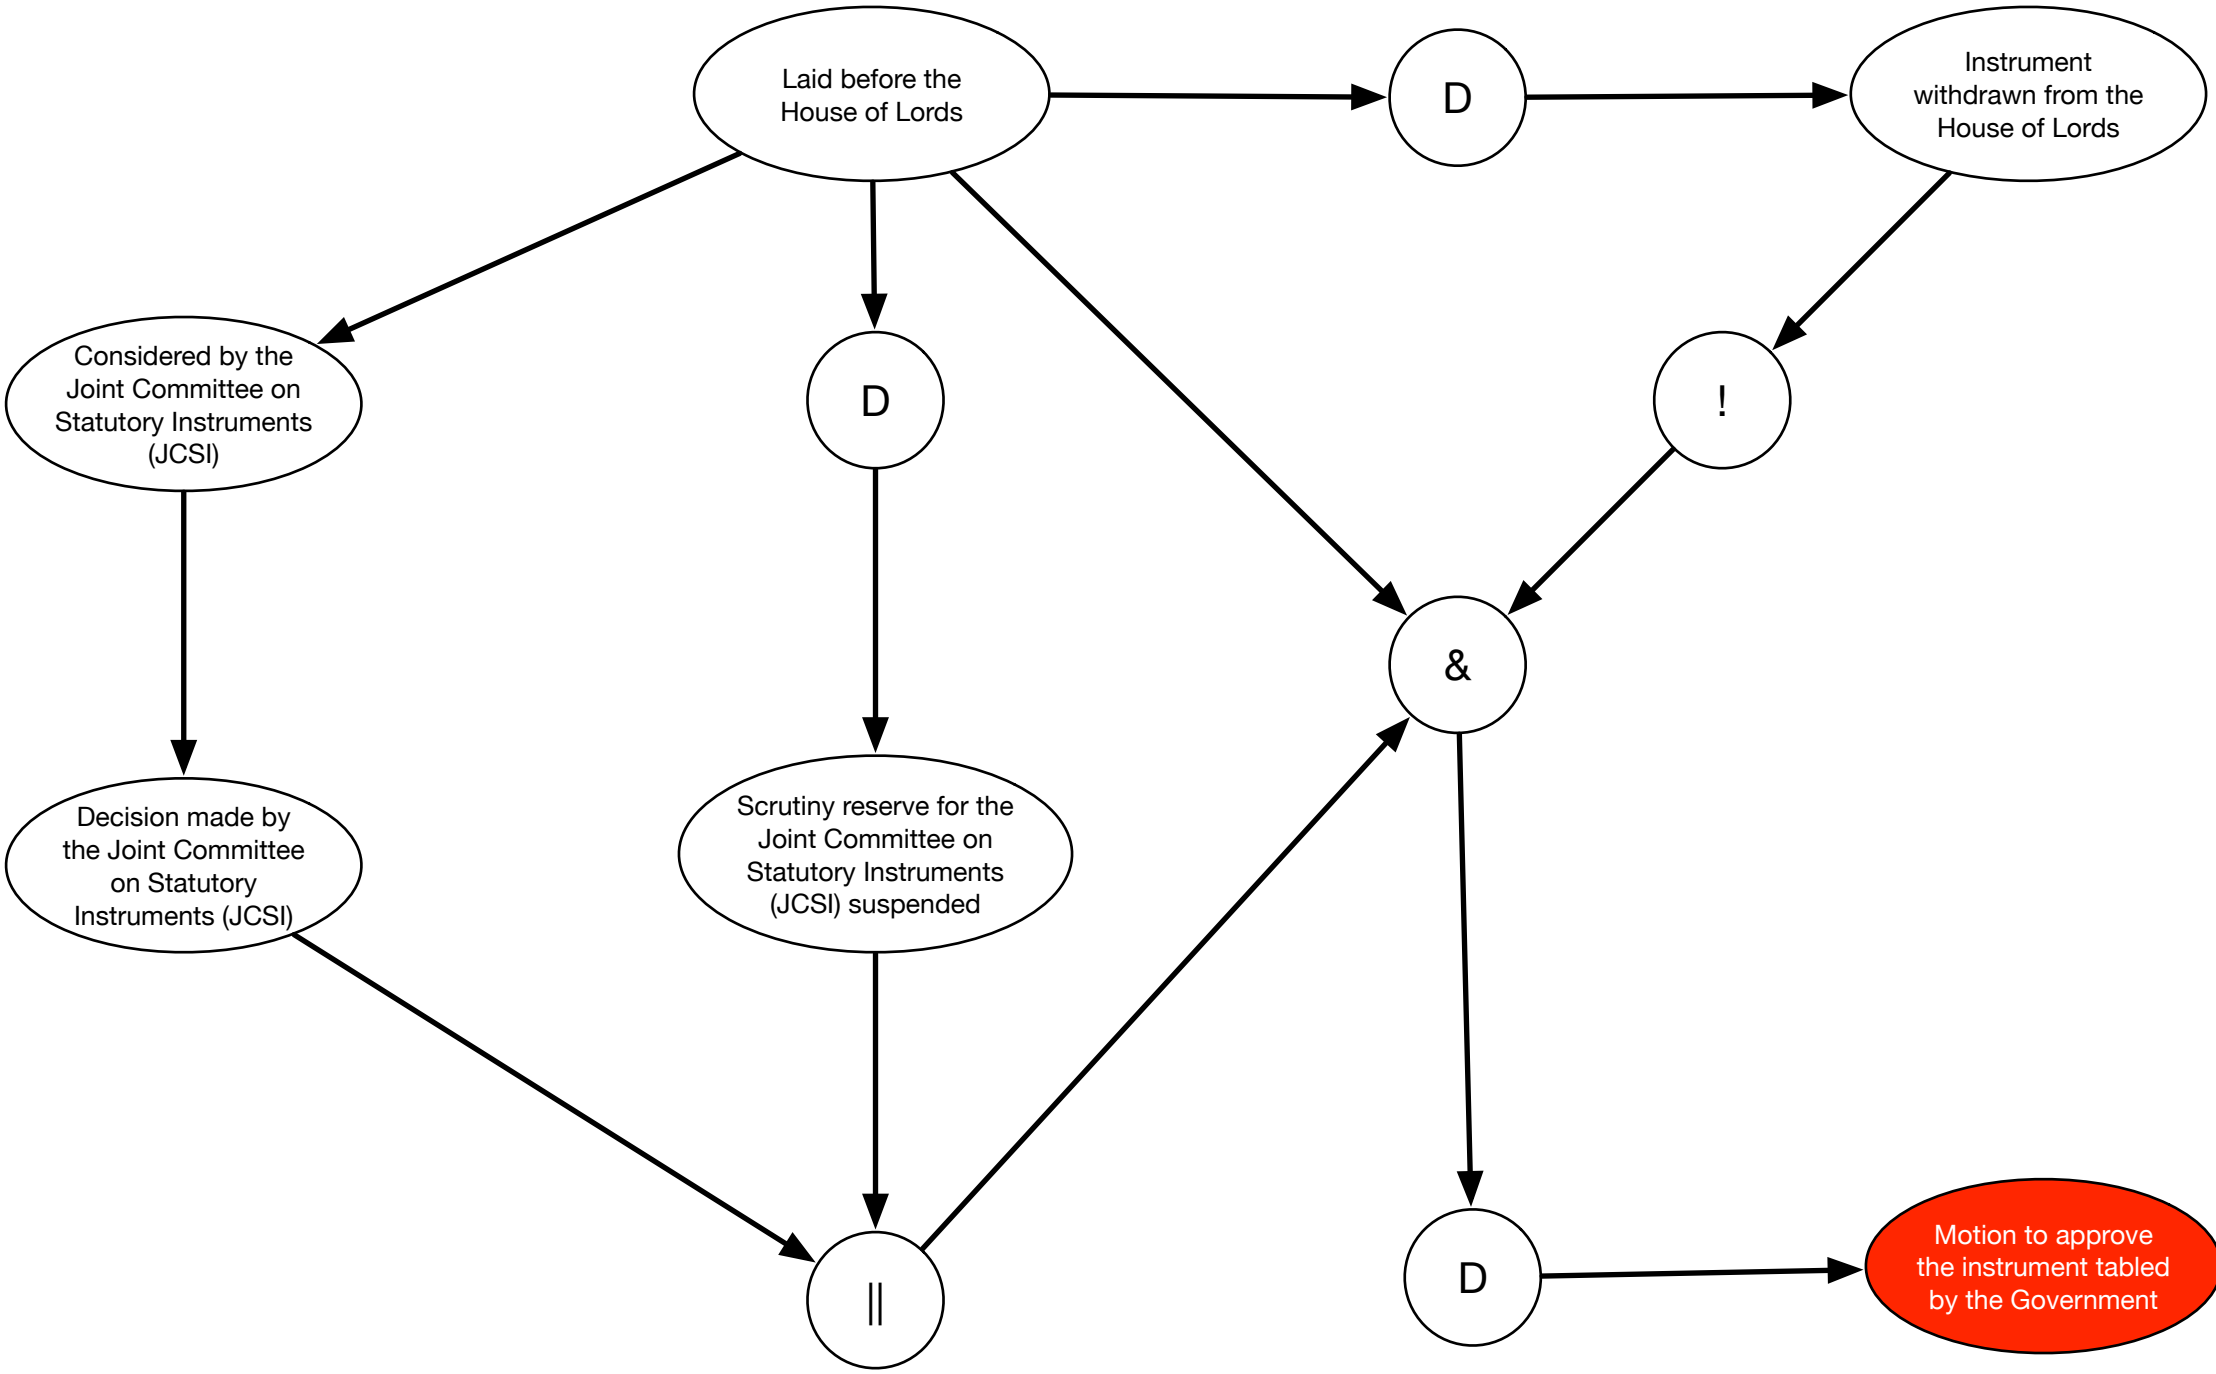 Laid before the
House of Lords
D
Instrument
withdrawn from the
House of Lords
Considered by the
Joint Committee on
Statutory Instruments
(JCSI)
D
!
&
Decision made by
the Joint Committee
on Statutory
Instruments (JCSI)
Scrutiny reserve for the
Joint Committee on
Statutory Instruments
(JCSI) suspended
||
D
Motion to approve
the instrument tabled
by the Government